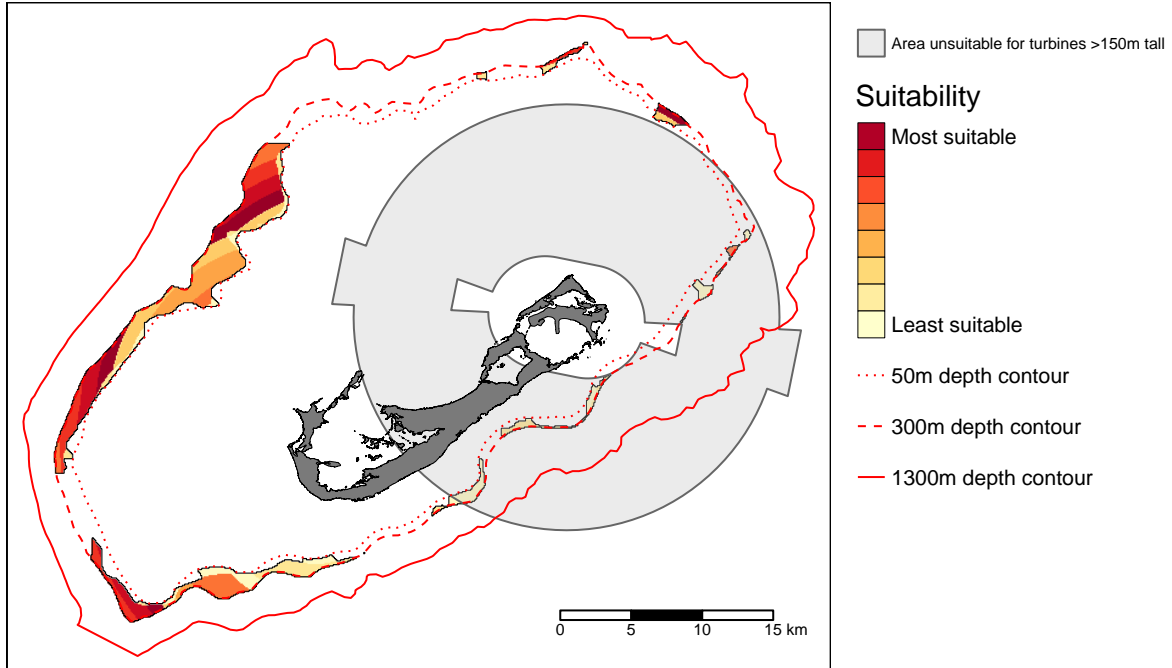 Area unsuitable for turbines >150m tall
Suitability
Most suitable
Least suitable
50m depth contour
300m depth contour
1300m depth contour
0 5 10 15 km